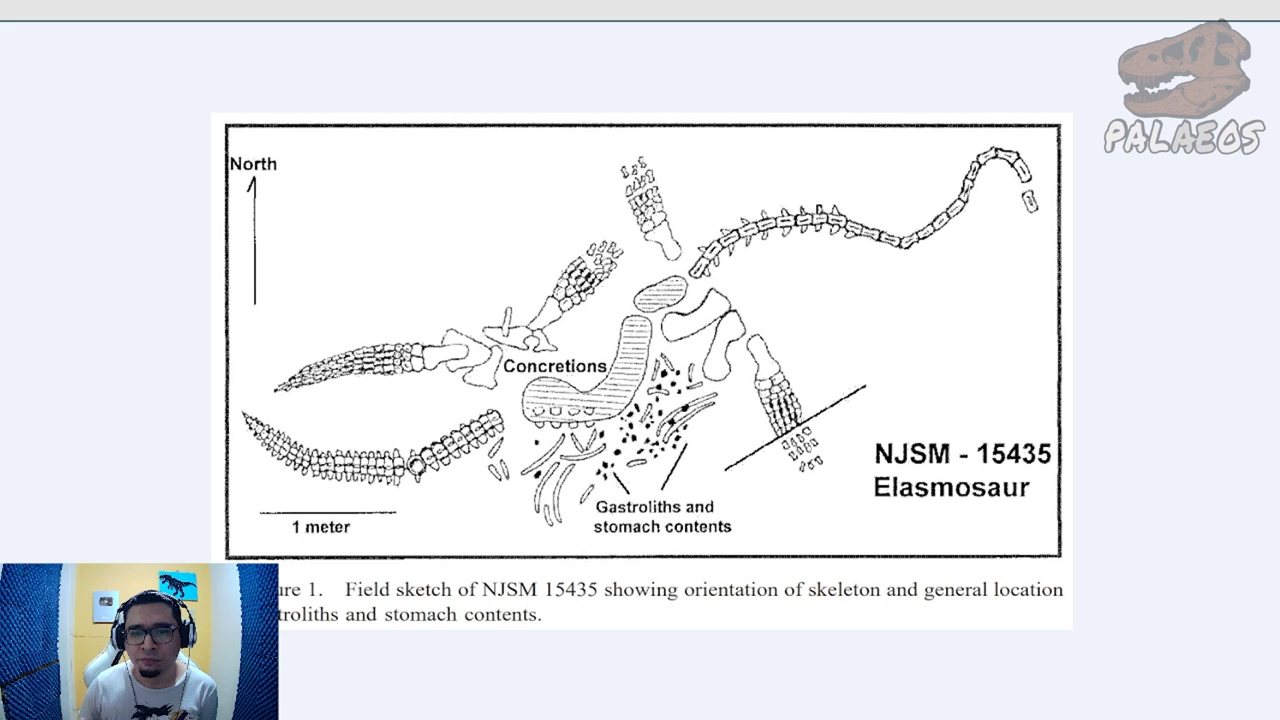 PALAEOS
North
Concretions
NJSM - 15435
Elasmosaur
Gastroliths and
stomach contents
1 meter
ure 1. Field sketch of NJSM 15435 showing orientation of skeleton and general location
troliths and stomach contents.